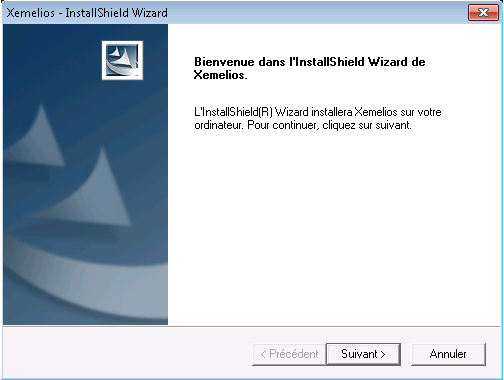 Xemelios - InstallShield Wizard
Bienvenue dans l'InstallShield Wizard de
Xemelios.
L'InstallShield(R) Wizard installera Xemelios sur votre
ordinateur. Pour continuer, cliquez sur suivant.
< Précédent
Suivant >
Annuler